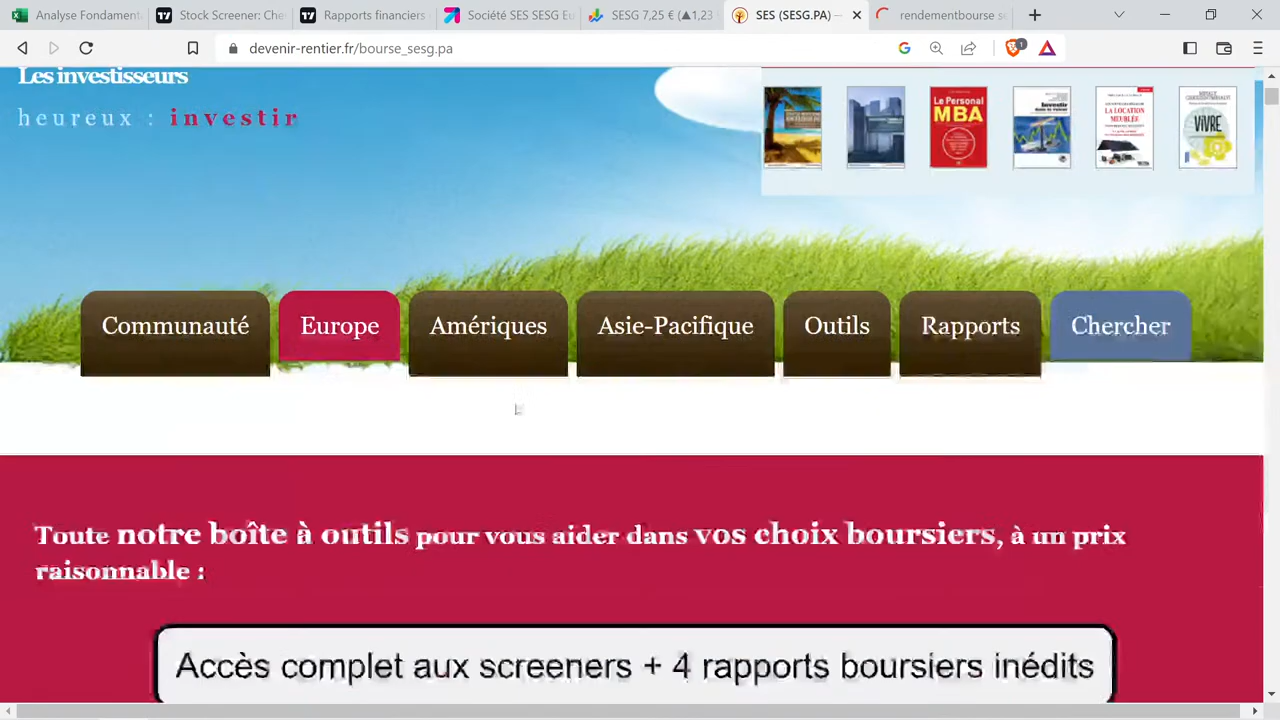 Analyse Fondament
Stock Screener: Che
Rapports financiers
Société SES SESG Eu
SESG 7,25 € (▲1,23
SES (SESG.PA) —
rendementbourse se
devenir-rentier.fr/bourse_sesg.pa
1
Les investisseurs
heureux : investir
Le Personal
MBA
Investir
LA LOCATION
MEUBLÉE
VIVRE
Communauté
Europe
Amériques
Asie-Pacifique
Outils
Rapports
Chercher
Toute notre boîte à outils pour vous aider dans vos choix boursiers, à un prix
raisonnable :
Accès complet aux screeners + 4 rapports boursiers inédits